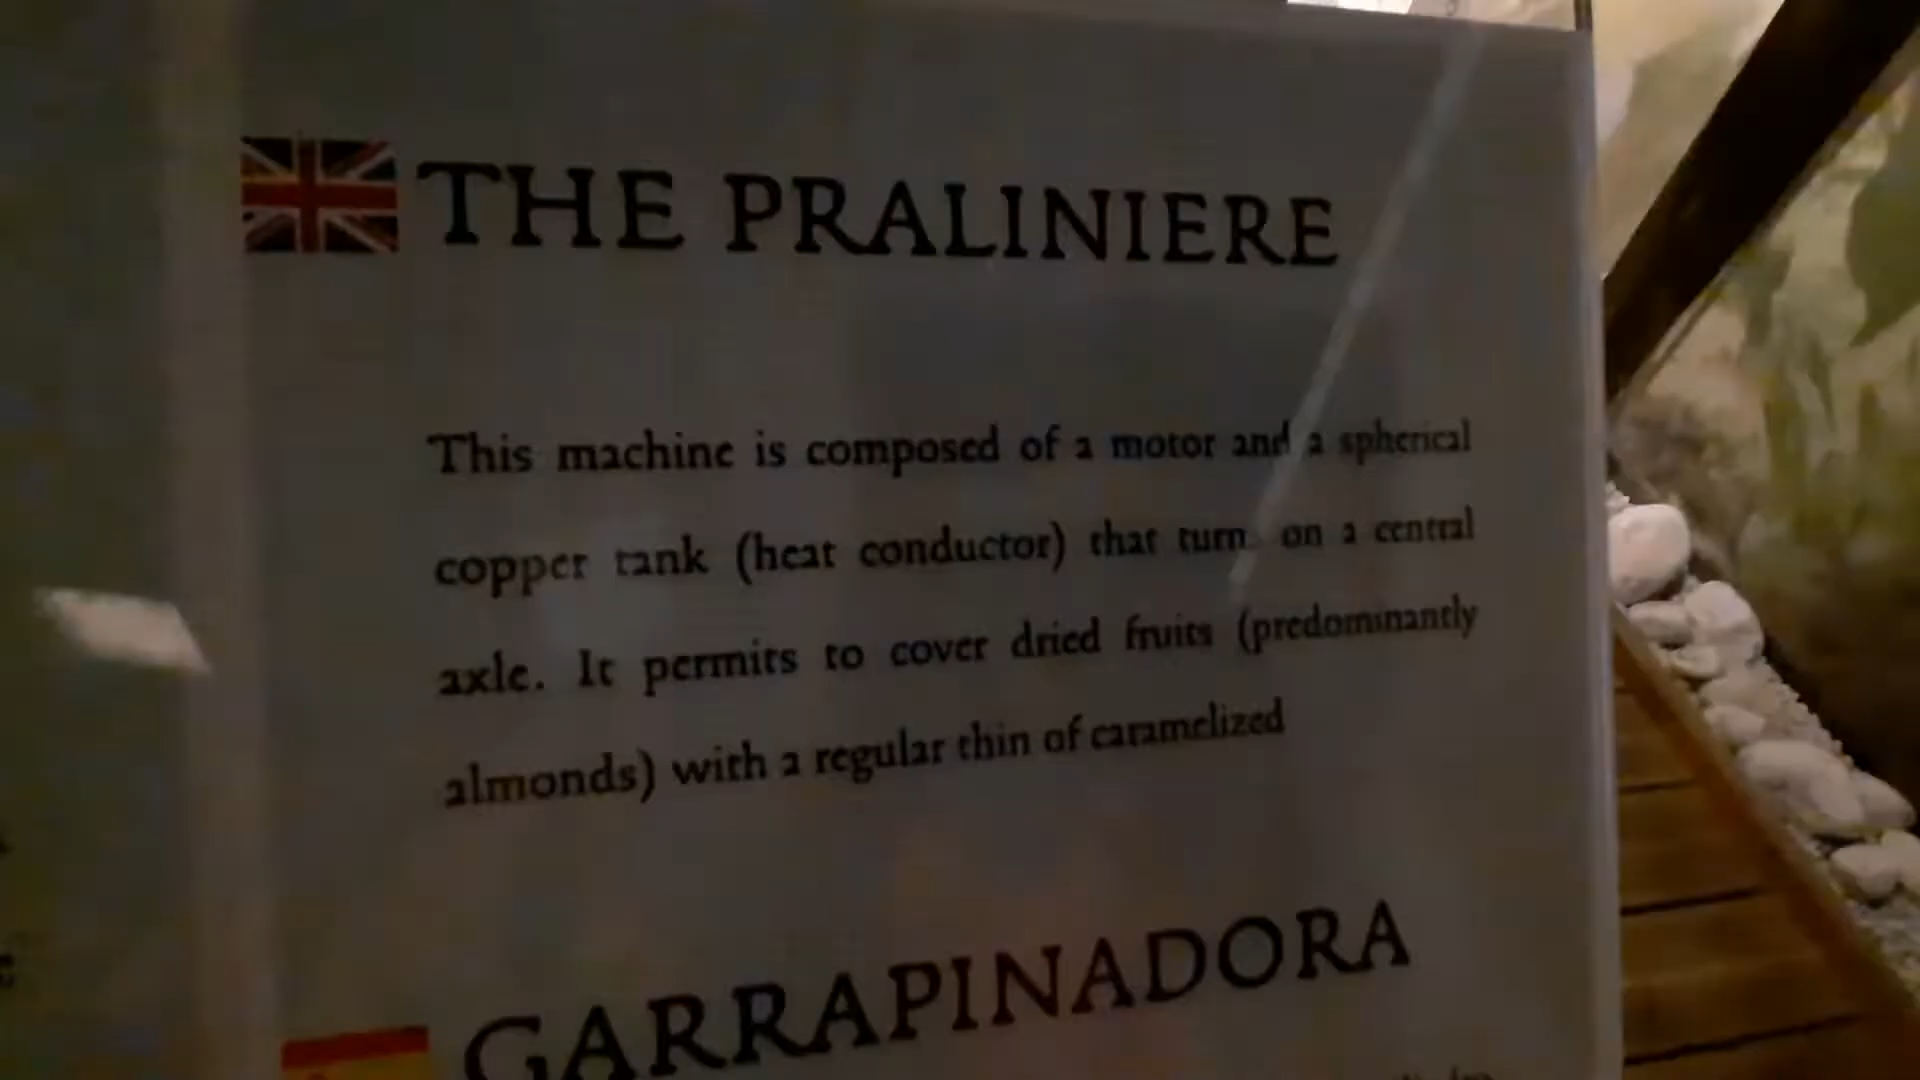 THE PRALINIERE
This machine is composed of a motor and a spherical
copper tank (heat conductor) that turn on a central
axle. It permits to cover dried fruits (predominantly
almonds) with a regular thin of caramelized
GARRAPINADORA